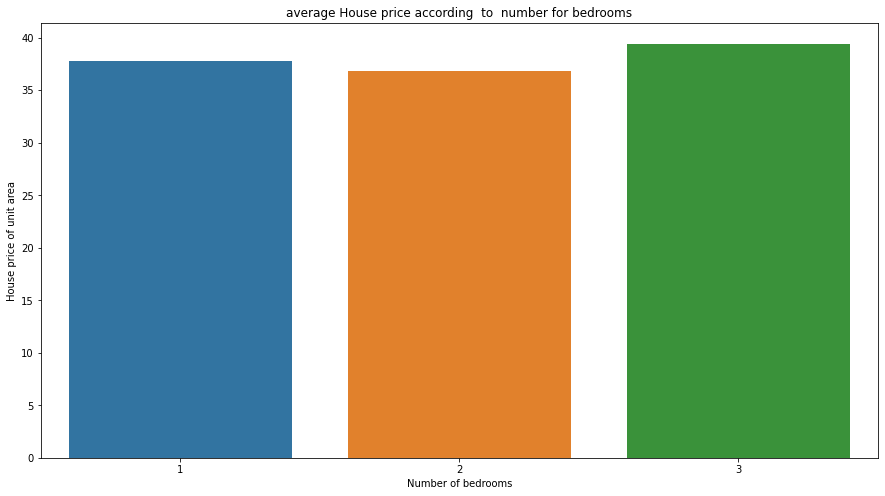 average House price according  to  number for bedrooms
40
35
30
25
20
15
10
5
0
House price of unit area
1 2 3
Number of bedrooms